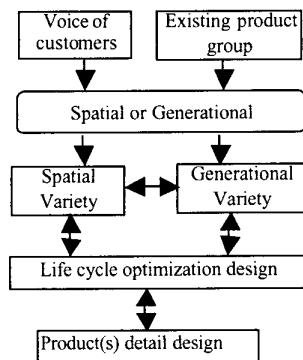 Voice of
customers
Existing product
group
Spatial or Generational
Spatial
Variety
Generational
Variety
Life cycle optimization design
Product(s) detail design